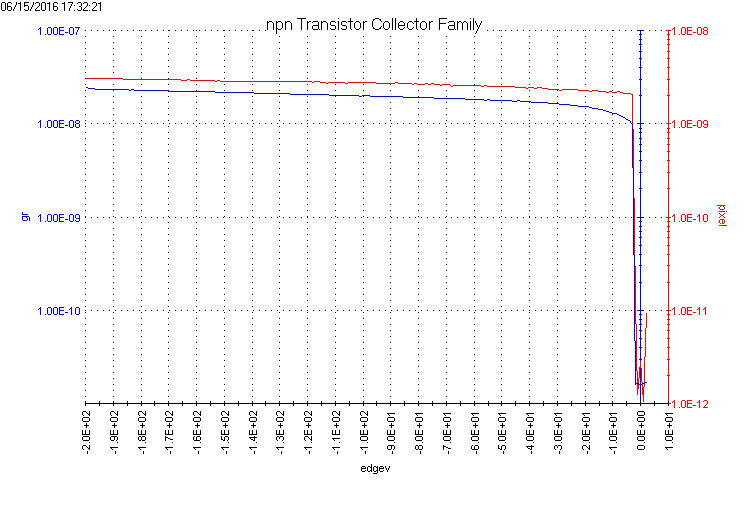 06/15/2016 17:32:21
npn Transistor Collector Family
1.00E-07
1.00E-08
1.00E-09
1.00E-10
gr
1.0E-08
1.0E-09
1.0E-10
1.0E-11
1.0E-12
pixel
-2.0E+02
-1.9E+02
-1.8E+02
-1.7E+02
-1.6E+02
-1.5E+02
-1.4E+02
-1.3E+02
-1.2E+02
-1.1E+02
-1.0E+02
-9.0E+01
-8.0E+01
-7.0E+01
-6.0E+01
-5.0E+01
-4.0E+01
-3.0E+01
-2.0E+01
-1.0E+01
0.0E+00
1.0E+01
edgev